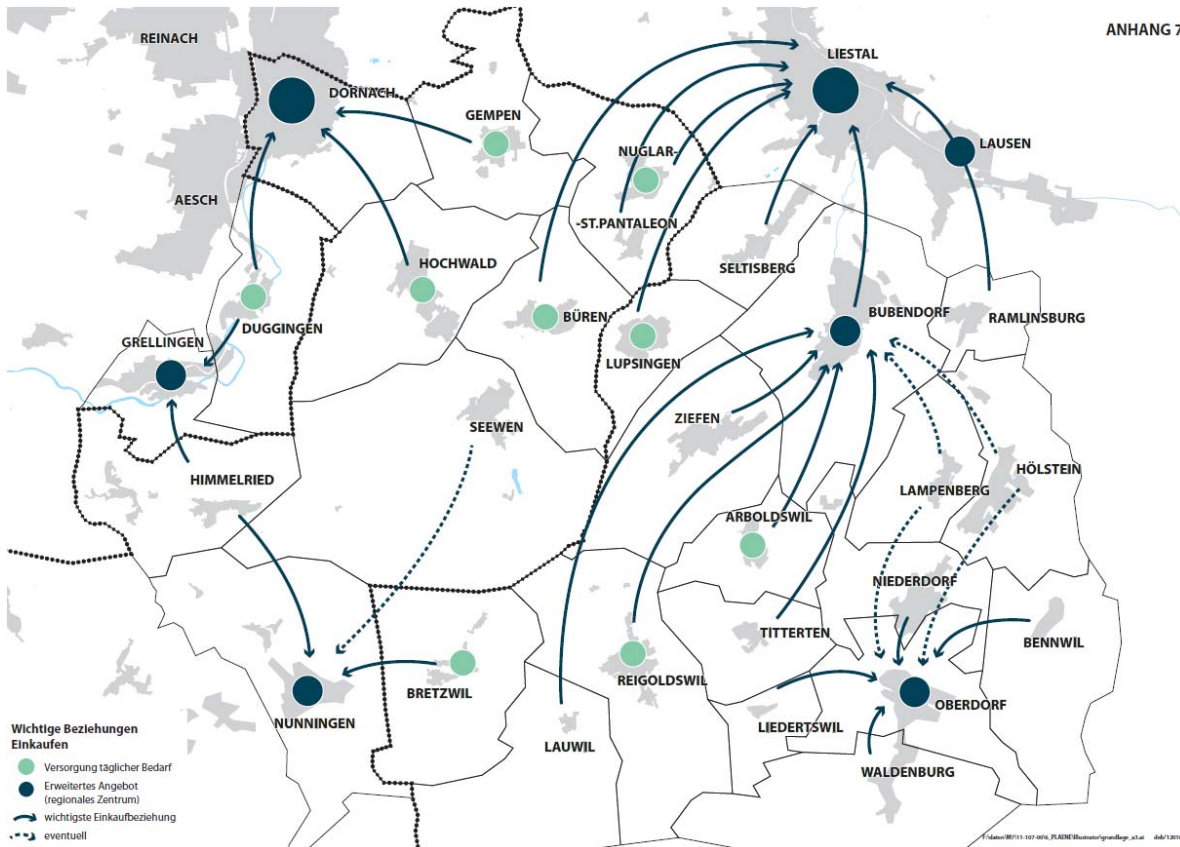 ANHANG 7
REINACH
LIESTAL
DORNACH
GEMPEN
LAUSEN
NUGLAR-
-ST.PANTALEON
AESCH
SELTISBERG
HOCHWALD
BÜREN
BUBENDORF
RAMLINSBURG
DUGGINGEN
GRELLINGEN
LUPSINGEN
SEEWEN
ZIEFEN
HIMMELRIED
HÖLSTEIN
LAMPENBERG
ARBOLDSWIL
NIEDERDORF
TITTERTEN
BENNWIL
BRETZWIL
REIGOLDSWIL
NUNNINGEN
OBERDORF
LIEDERTSWIL
LAUWIL
WALDENBURG
Wichtige Beziehungen
Einkaufen
Versorgung täglicher Bedarf
Erweitertes Angebot
(regionales Zentrum)
wichtigste Einkaufbeziehung
eventuell